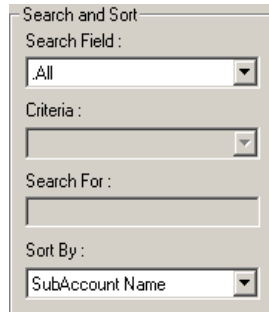 Search and Sort
Search Field :
.All
Criteria :
Search For :
Sort By :
SubAccount Name